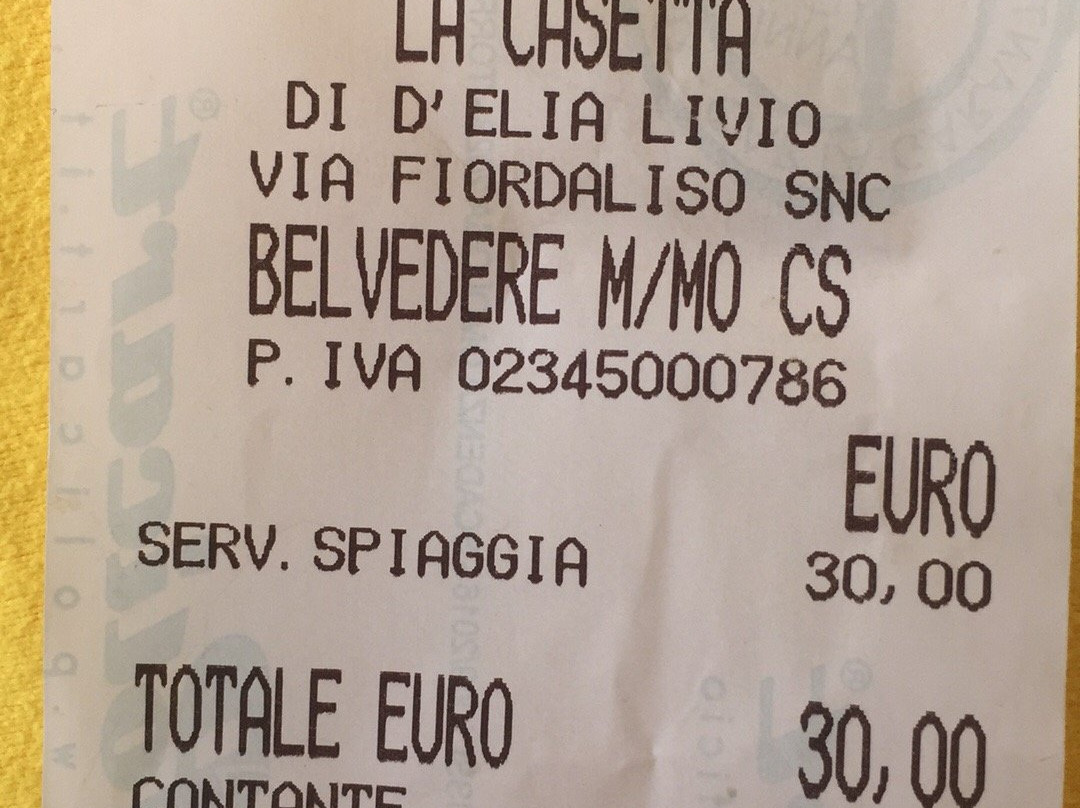 LA CASETTA
DI D'ELIA LIVIO
VIA FIORDALISO SNC
BELVEDERE M/MO CS
P. IVA 02345000786
EURO
SERV. SPIAGGIA 30,00
TOTALE EURO 30,00
CONTANTE